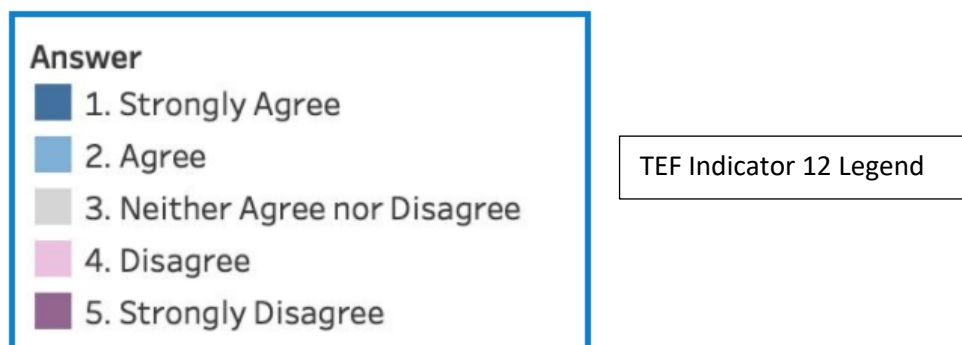 Answer
1. Strongly Agree
2. Agree
3. Neither Agree nor Disagree
4. Disagree
5. Strongly Disagree
TEF Indicator 12 Legend